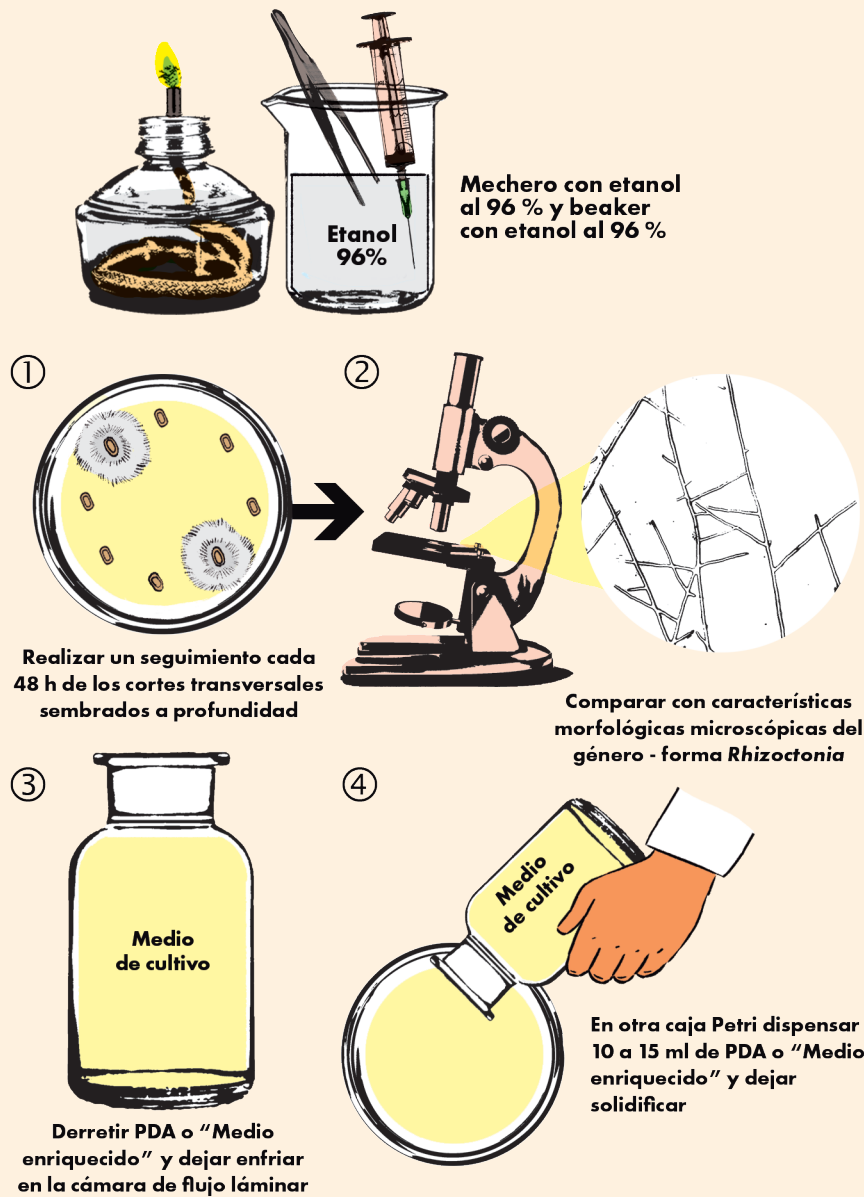 Etanol
96%
Mechero con etanol
al 96 % y beaker
con etanol al 96 %
1
Realizar un seguimiento cada
48 h de los cortes transversales
sembrados a profundidad
2
Comparar con características
morfológicas microscópicas del
género - forma Rhizoctonia
3
Medio
de cultivo
Derretir PDA o “Medio
enriquecido” y dejar enfriar
en la cámara de flujo láminar
4
Medio
de cultivo
En otra caja Petri dispensar
10 a 15 ml de PDA o “Medio
enriquecido” y dejar
solidificar